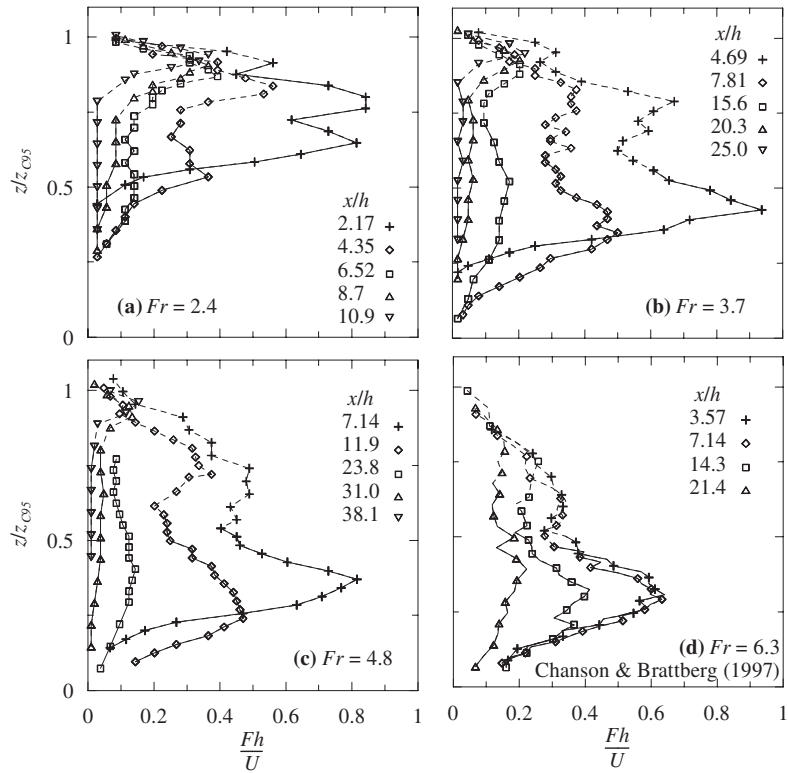 1
z/z_C95
0.5
0
x/h
2.17
4.35
6.52
8.7
10.9
(a) Fr = 2.4
x/h
4.69
7.81
15.6
20.3
25.0
(b) Fr = 3.7
1
z/z_C95
0.5
0
x/h
7.14
11.9
23.8
31.0
38.1
(c) Fr = 4.8
0 0.2 0.4 0.6 0.8 1
Fh
U
x/h
3.57
7.14
14.3
21.4
(d) Fr = 6.3
Chanson & Brattberg (1997)
0 0.2 0.4 0.6 0.8 1
Fh
U